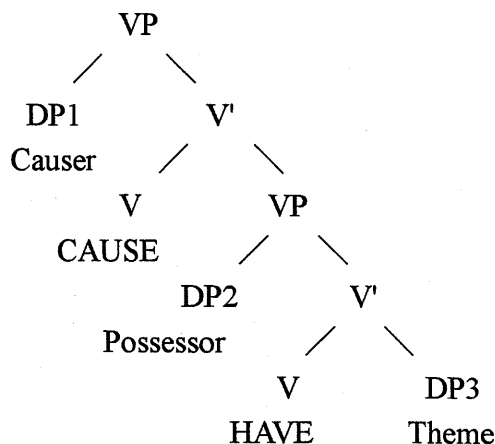 VP
DP1 V'
Causer
V VP
CAUSE
DP2 V'
Possessor
V DP3
HAVE Theme